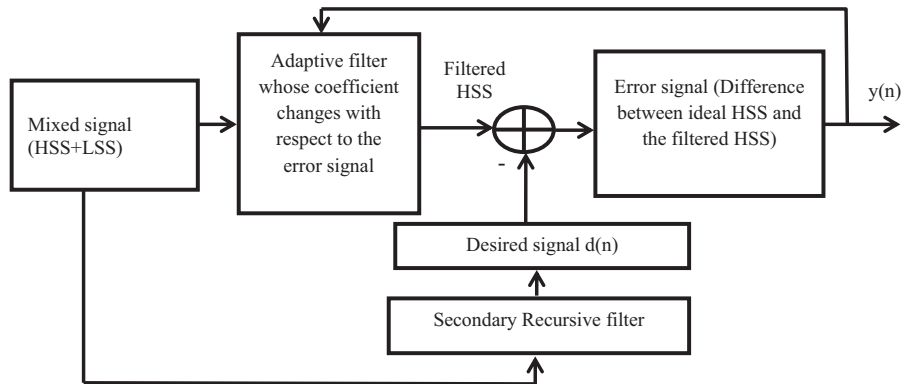 Mixed signal
(HSS+LSS)
Adaptive filter
whose coefficient
changes with
respect to the
error signal
Filtered
HSS
-
Error signal (Difference
between ideal HSS and
the filtered HSS)
y(n)
Desired signal d(n)
Secondary Recursive filter